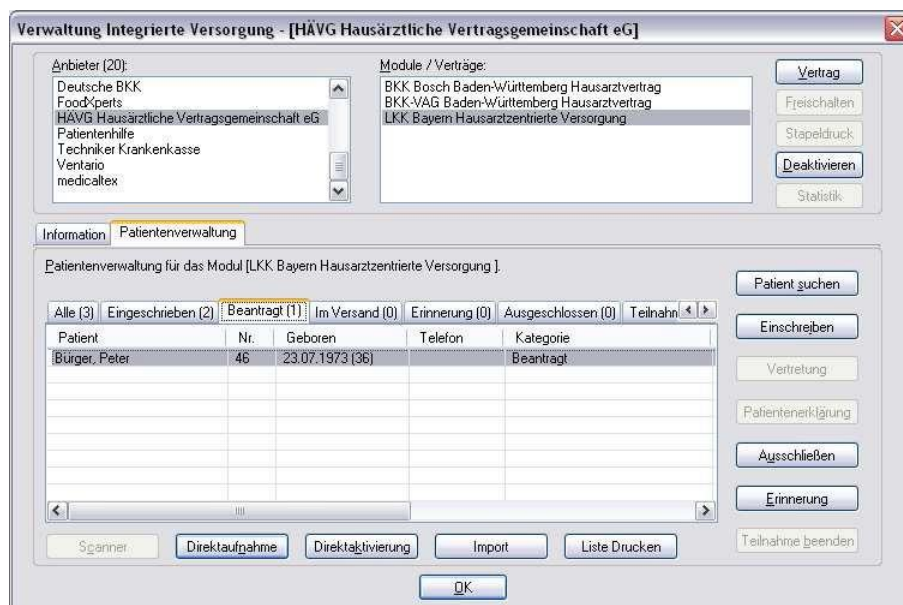 Verwaltung Integrierte Versorgung - [HÄVG Hausärztliche Vertragsgemeinschaft eG]
Anbieter (20):
Deutsche BKK
FoodXperts
HÄVG Hausärztliche Vertragsgemeinschaft eG
Patientenhilfe
Techniker Krankenkasse
Ventario
medicaltex
Module / Verträge:
BKK Bosch Baden-Württemberg Hausarztvertrag
BKK-VAG Baden-Württemberg Hausarztvertrag
LKK Bayern Hausarztzentrierte Versorgung
Vertrag
Freischalten
Stapeldruck
Deaktivieren
Statistik
Information Patientenverwaltung
Patientenverwaltung für das Modul [LKK Bayern Hausarztzentrierte Versorgung ].
Alle (3) Eingeschrieben (2) Beantragt (1) Im Versand (0) Erinnerung (0) Ausgeschlossen (0) Teilnahm
Patient Nr. Geboren Telefon Kategorie
Bürger, Peter 46 23.07.1973 (36) Beantragt
Patient suchen
Einschreiben
Vertretung
Patientenerklärung
Ausschließen
Erinnerung
Teilnahme beenden
Scanner Direktaufnahme Direktaktivierung Import Liste Drucken
OK